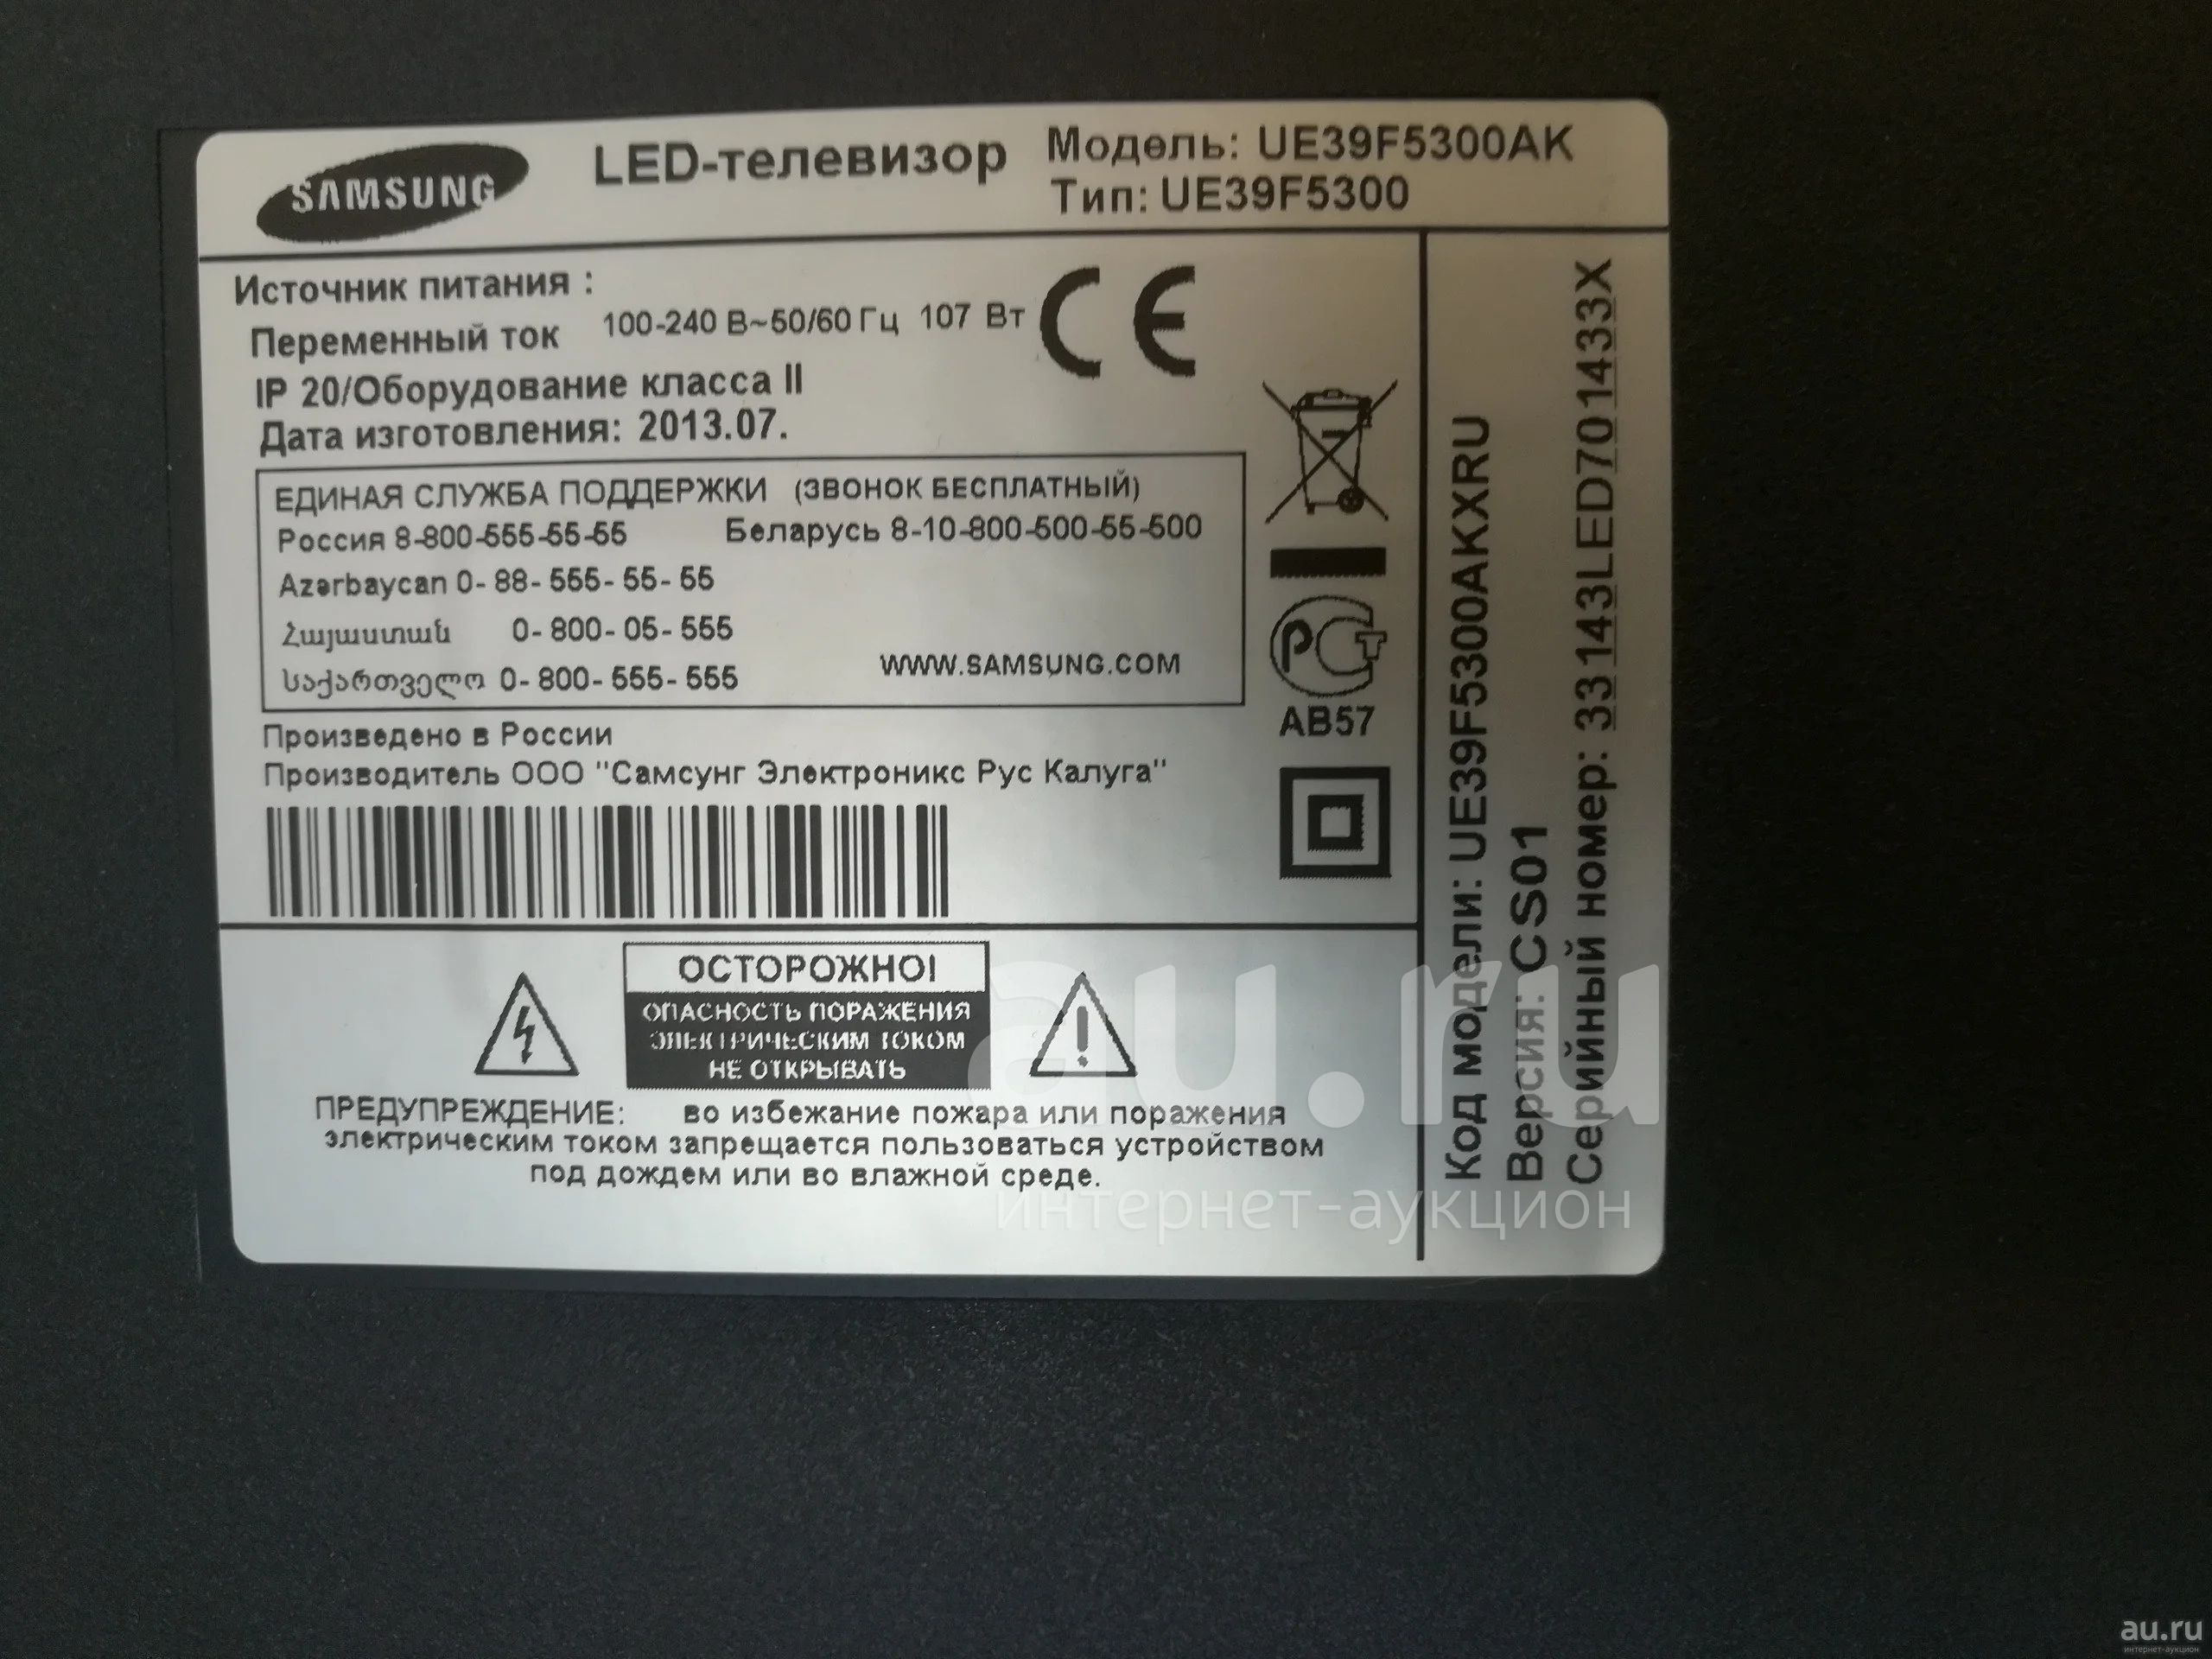 SAMSUNG
LED-телевизор
Модель: UE39F5300AK
Тип: UE39F5300
Источник питания :
Переменный ток 100-240 В~50/60 Гц 107 Вт
IP 20/Оборудование класса II
Дата изготовления: 2013.07.
CE
ЕДИНАЯ СЛУЖБА ПОДДЕРЖКИ (ЗВОНОК БЕСПЛАТНЫЙ)
Россия 8-800-555-55-55 Беларусь 8-10-800-500-55-500
Azərbaycan 0- 88- 555- 55- 55
Հայաստան 0- 800- 05- 555
საქართველო 0- 800- 555- 555
WWW.SAMSUNG.COM
РСТ
АВ57
Произведено в России
Производитель ООО "Самсунг Электроникс Рус Калуга"
ОСТОРОЖНО!
ОПАСНОСТЬ ПОРАЖЕНИЯ
ЭЛЕКТРИЧЕСКИМ ТОКОМ
НЕ ОТКРЫВАТЬ
ПРЕДУПРЕЖДЕНИЕ: во избежание пожара или поражения
электрическим током запрещается пользоваться устройством
под дождем или во влажной среде.
Код модели: UE39F5300AKXRU
Версия: CS01
Серийный номер: 33143LED701433X
au.ru
интернет-аукцион
au.ru
интернет-аукцион